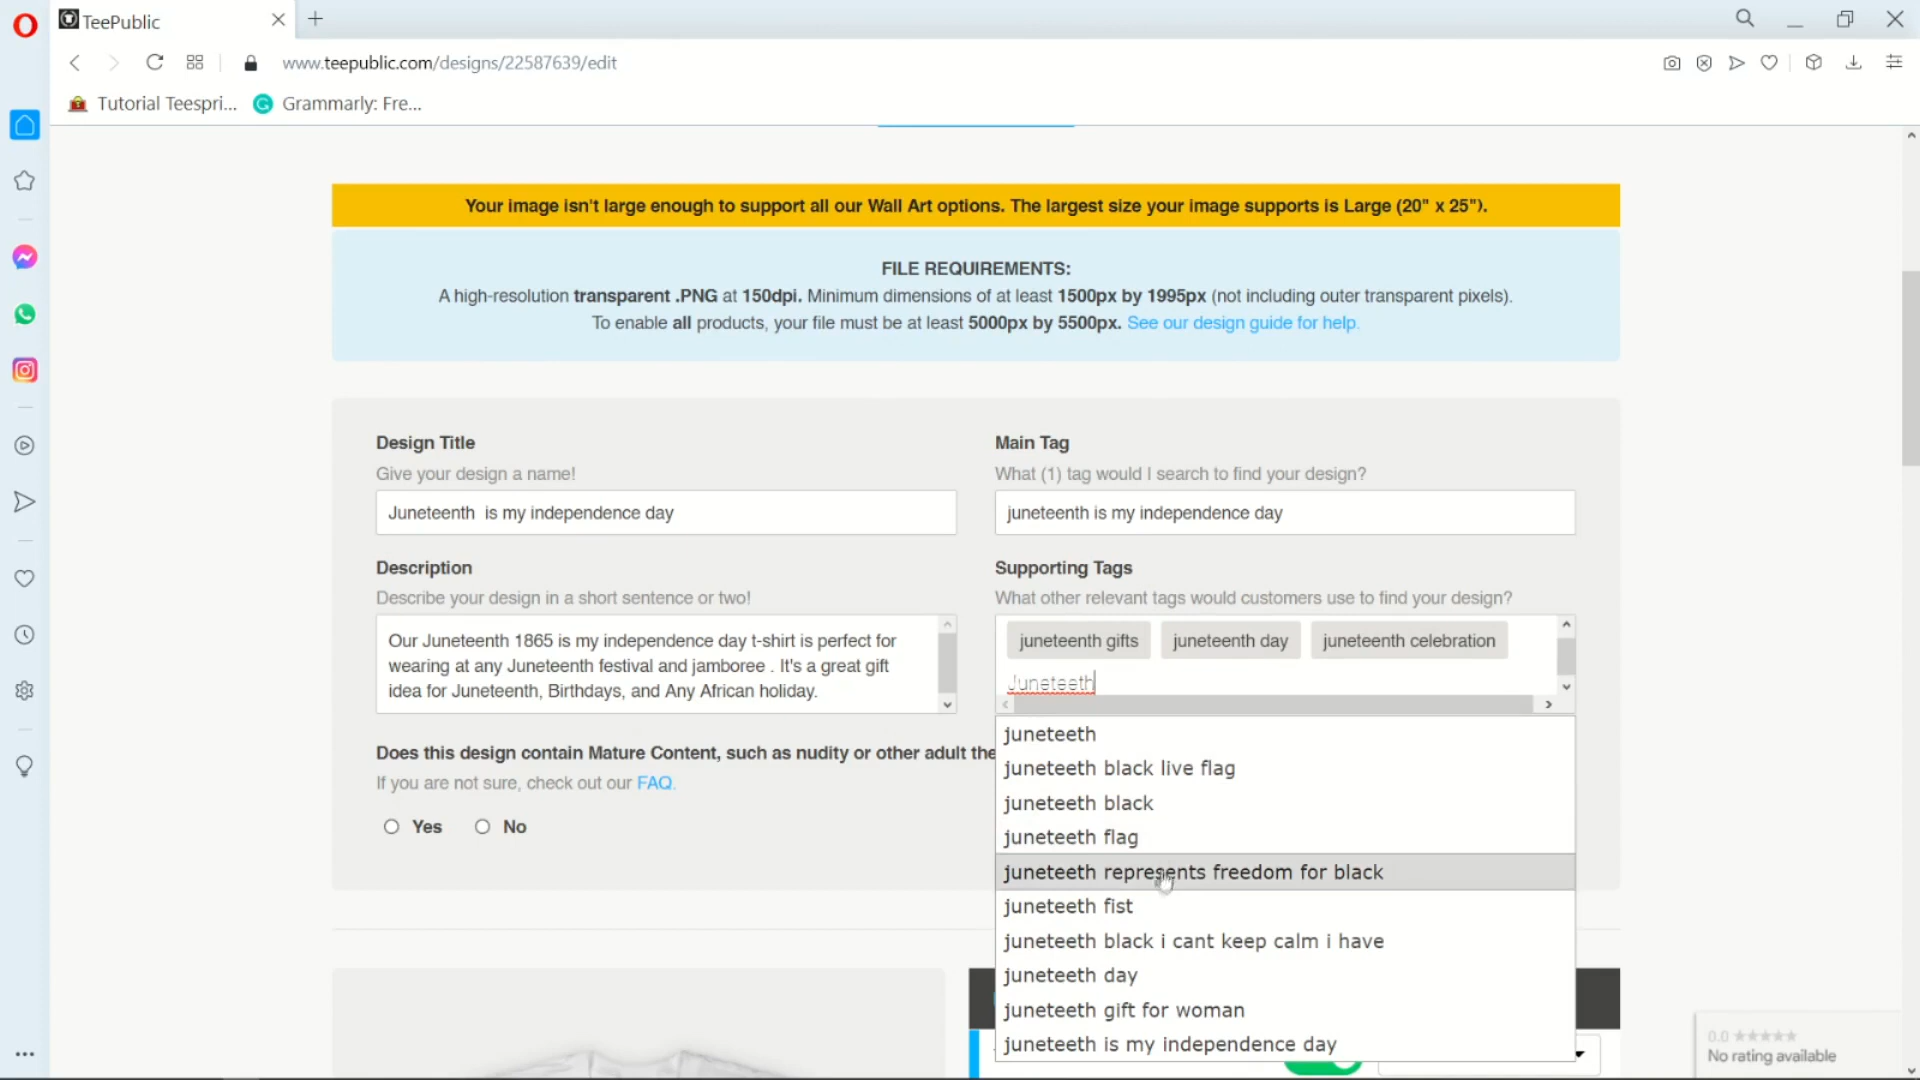 TeePublic
www.teepublic.com/designs/22587639/edit
Tutorial Teespri...
Grammarly: Fre...
Your image isn't large enough to support all our Wall Art options. The largest size your image supports is Large (20" x 25").
FILE REQUIREMENTS:
A high-resolution transparent .PNG at 150dpi. Minimum dimensions of at least 1500px by 1995px (not including outer transparent pixels).
To enable all products, your file must be at least 5000px by 5500px. See our design guide for help.
Design Title
Give your design a name!
Juneteenth  is my independence day
Main Tag
What (1) tag would I search to find your design?
juneteenth is my independence day
Description
Describe your design in a short sentence or two!
Our Juneteenth 1865 is my independence day t-shirt is perfect for
wearing at any Juneteenth festival and jamboree . It's a great gift
idea for Juneteenth, Birthdays, and Any African holiday.
Supporting Tags
What other relevant tags would customers use to find your design?
juneteenth gifts juneteenth day juneteenth celebration
Juneteeth
Does this design contain Mature Content, such as nudity or other adult the
If you are not sure, check out our FAQ.
Yes No
juneteeth
juneteeth black live flag
juneteeth black
juneteeth flag
juneteeth represents freedom for black
juneteeth fist
juneteeth black i cant keep calm i have
juneteeth day
juneteeth gift for woman
juneteeth is my independence day
0.0
No rating available